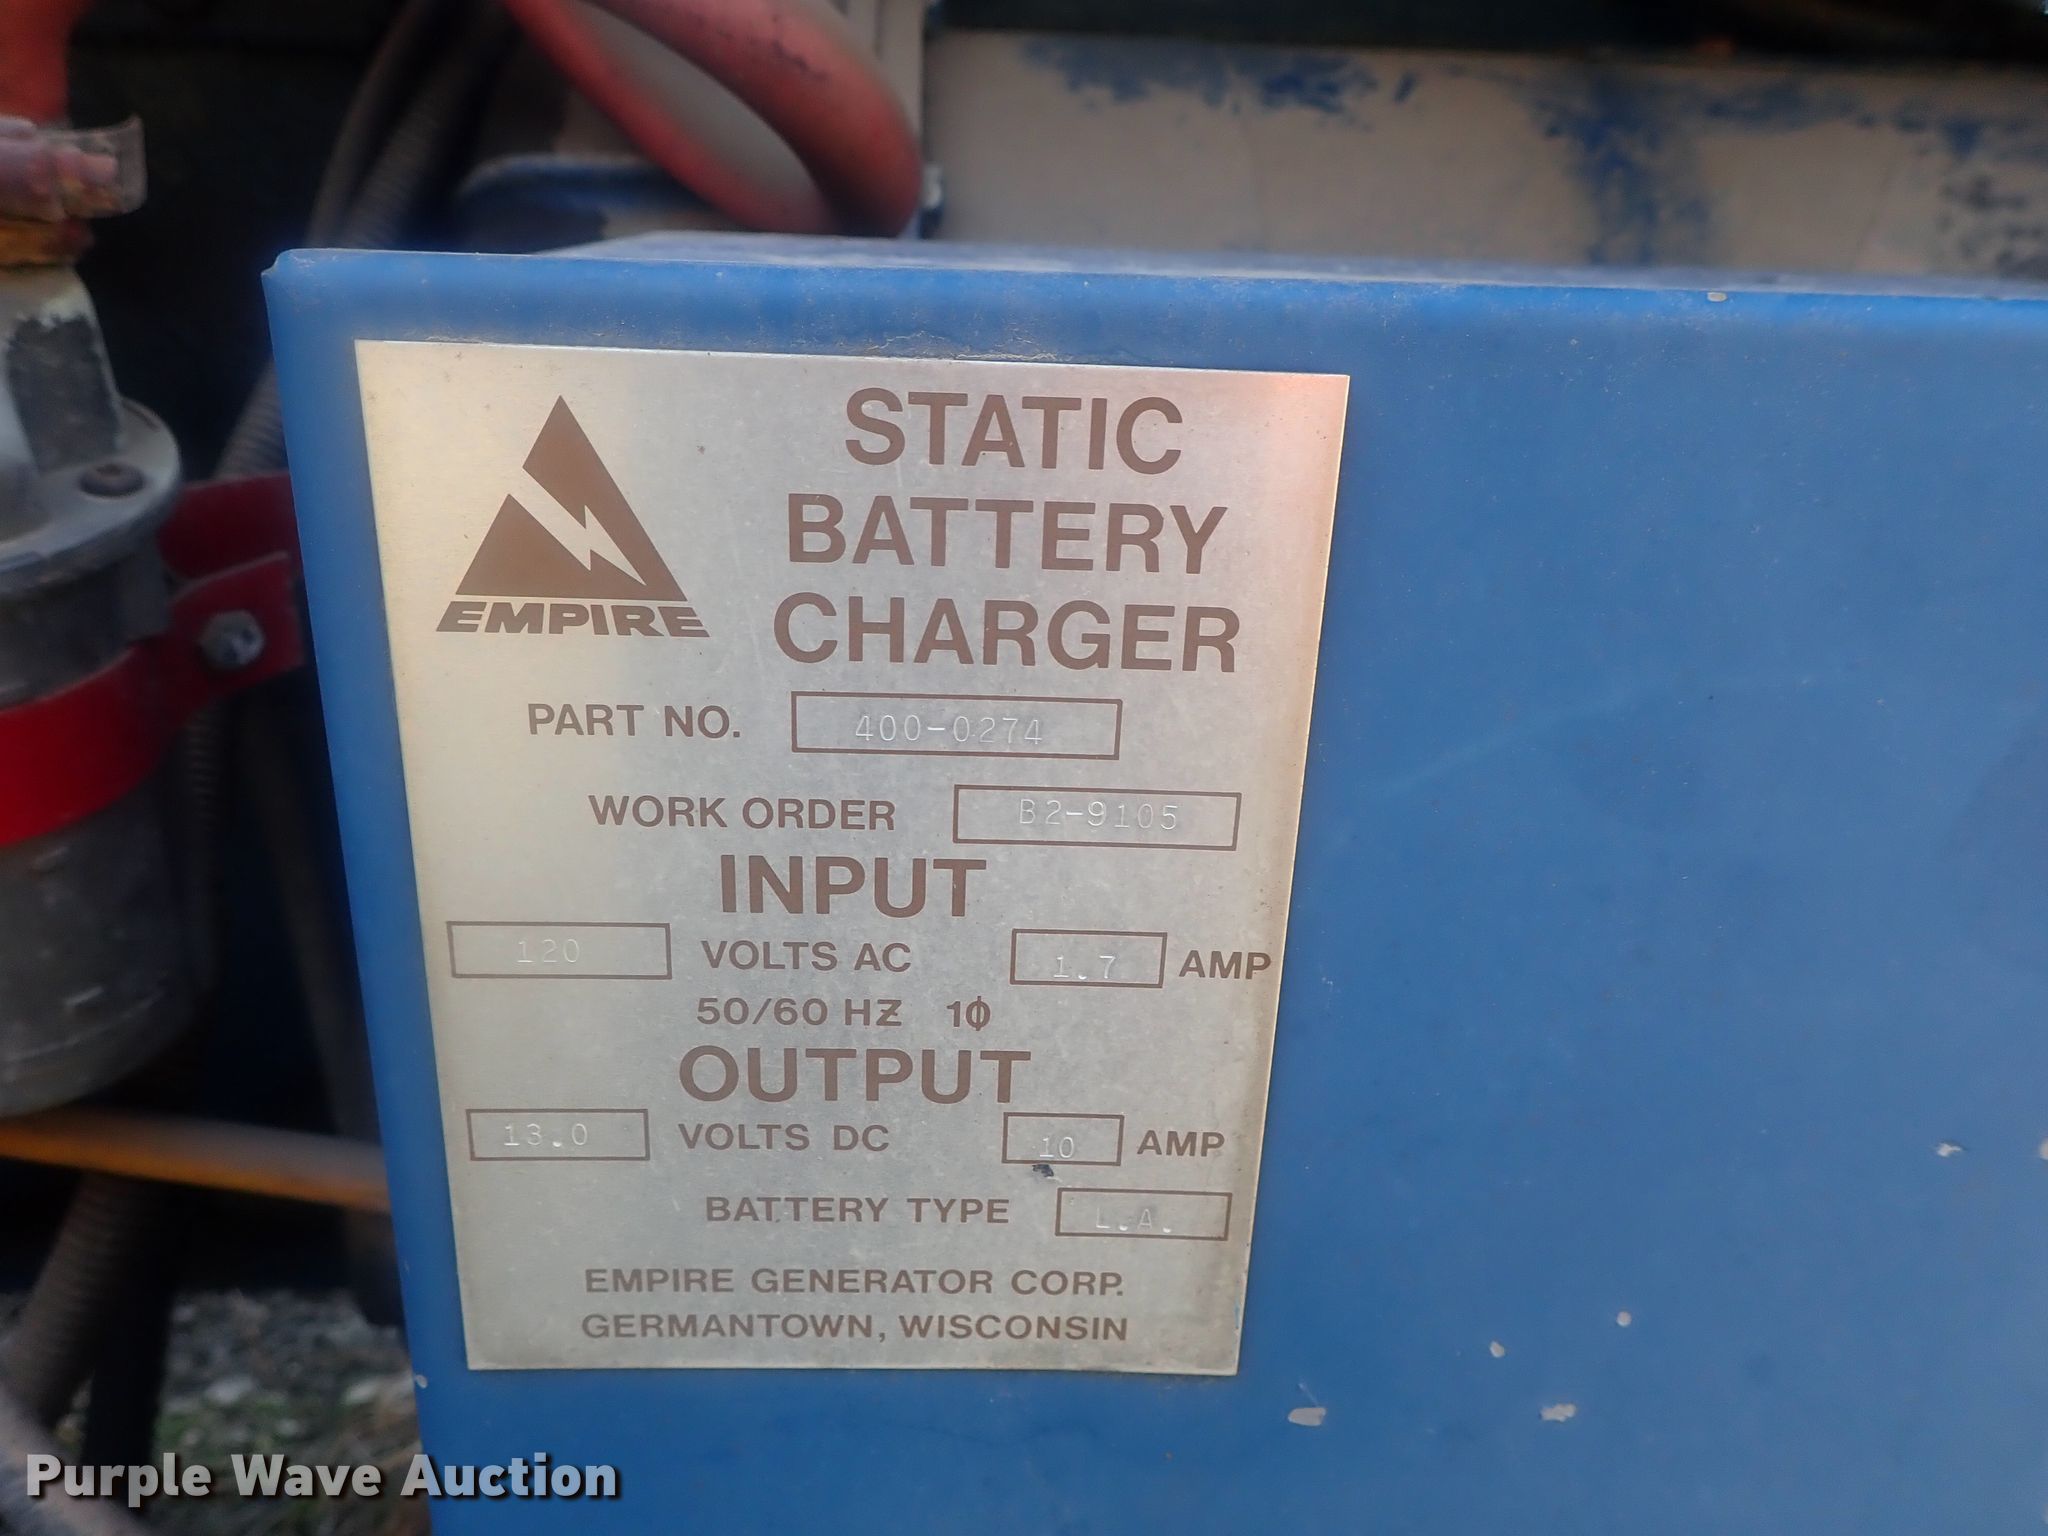 STATIC
BATTERY
CHARGER
EMPIRE
PART NO. 400-0274
WORK ORDER B2-9105
INPUT
120 VOLTS AC 1.7 AMP
50/60 HZ 1ϕ
OUTPUT
13.0 VOLTS DC 10 AMP
BATTERY TYPE L.A.
EMPIRE GENERATOR CORP.
GERMANTOWN, WISCONSIN
Purple Wave Auction